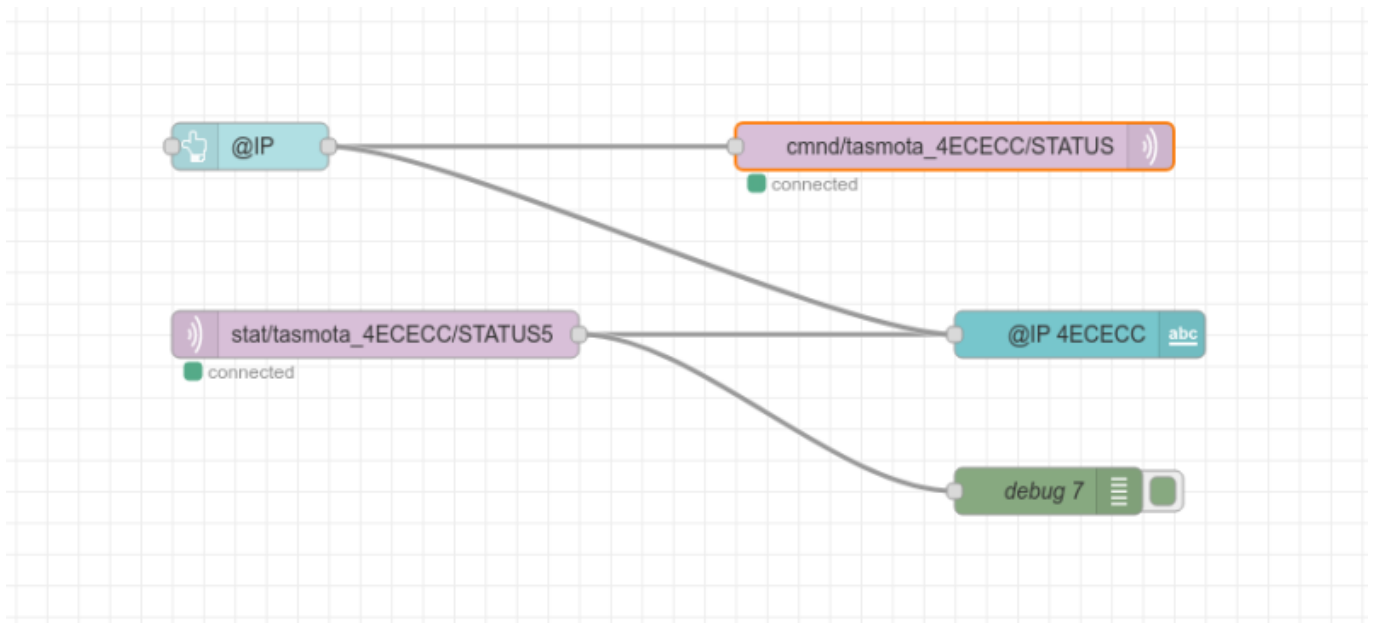 @IP
cmnd/tasmota_4ECECC/STATUS
connected
stat/tasmota_4ECECC/STATUS5
connected
@IP 4ECECC
abc
debug 7